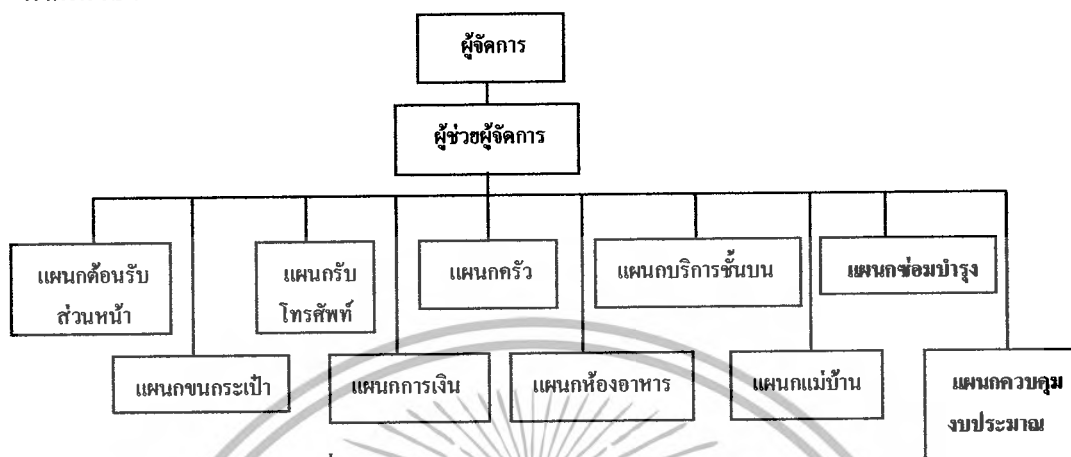 ผู้จัดการ
ผู้ช่วยผู้จัดการ
แผนกต้อนรับ
ส่วนหน้า
แผนกรับ
โทรศัพท์
แผนกครัว
แผนกบริการชั้นบน
แผนกซ่อมบำรุง
แผนกขนกระเป๋า
แผนกการเงิน
แผนกห้องอาหาร
แผนกแม่บ้าน
แผนกควบคุม
งบประมาณ